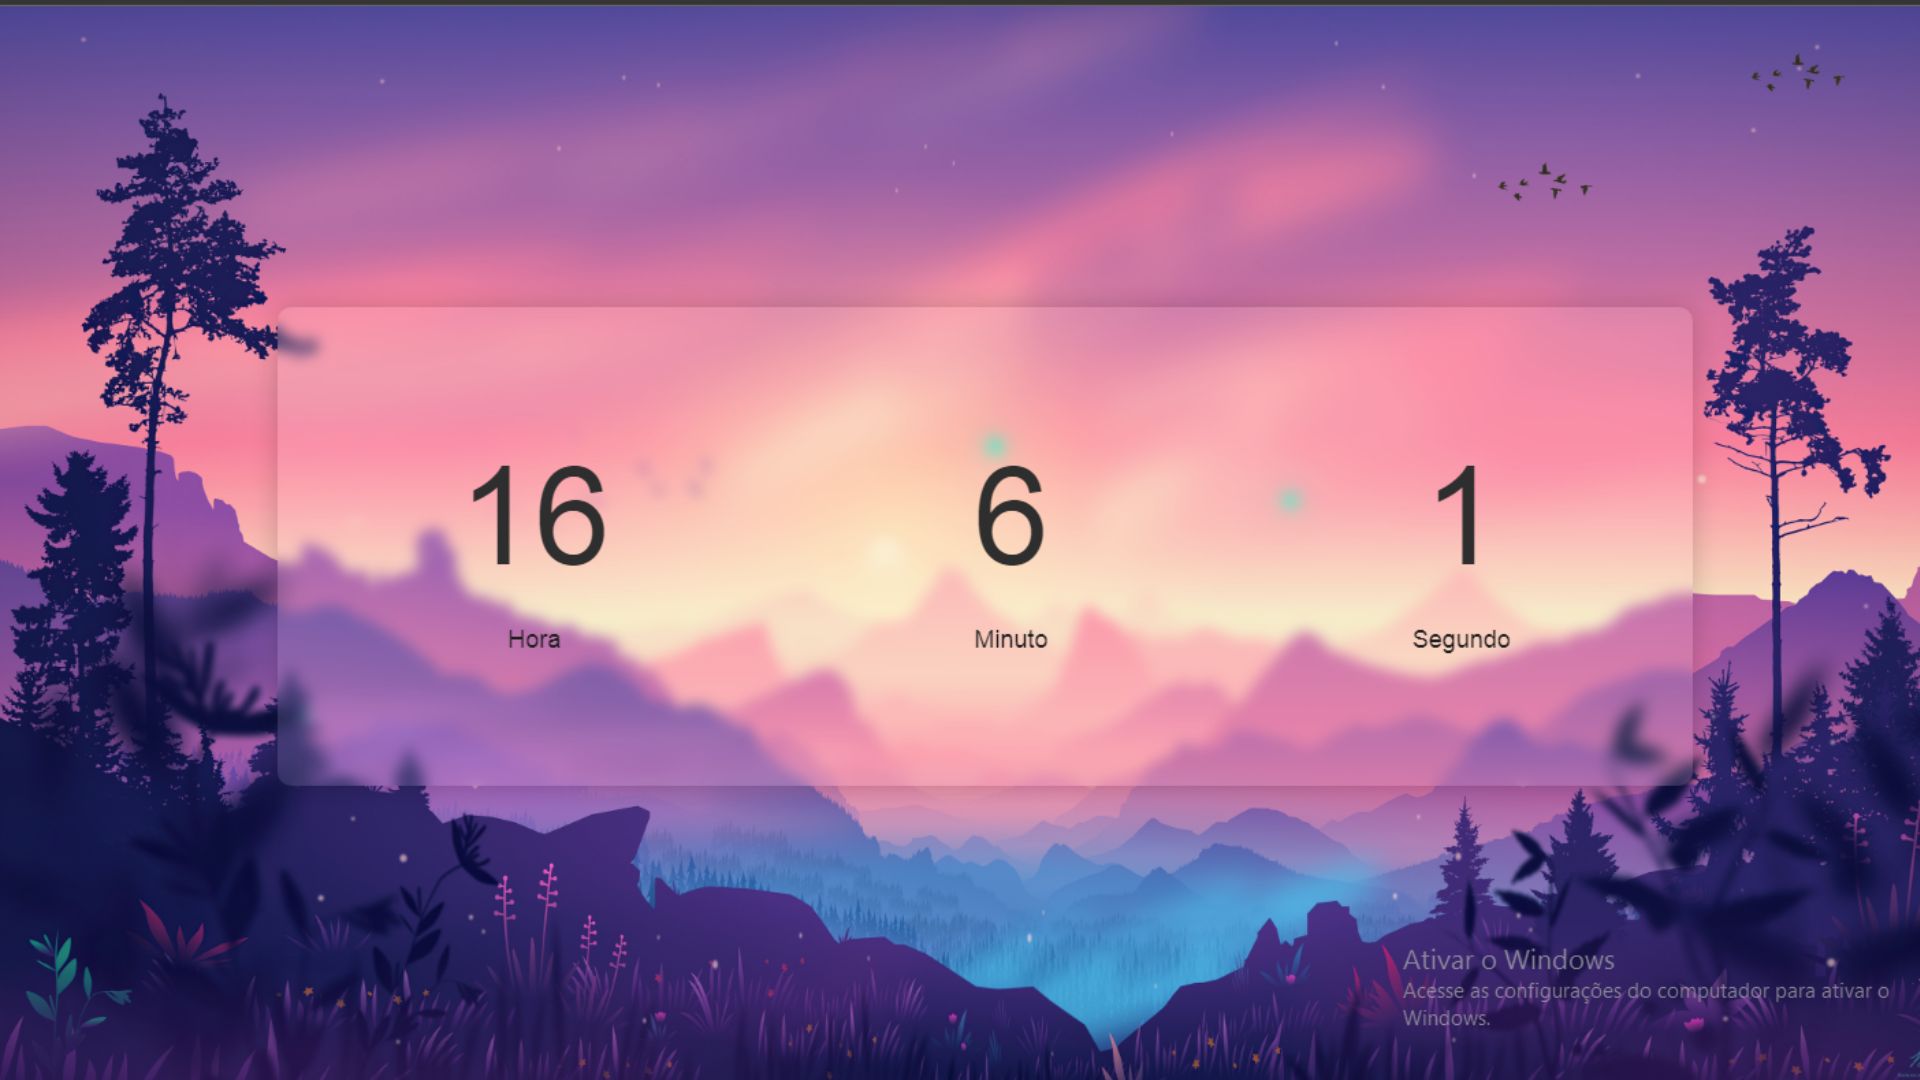 16 6 1
Hora Minuto Segundo
Ativar o Windows
Acesse as configurações do computador para ativar o
Windows.